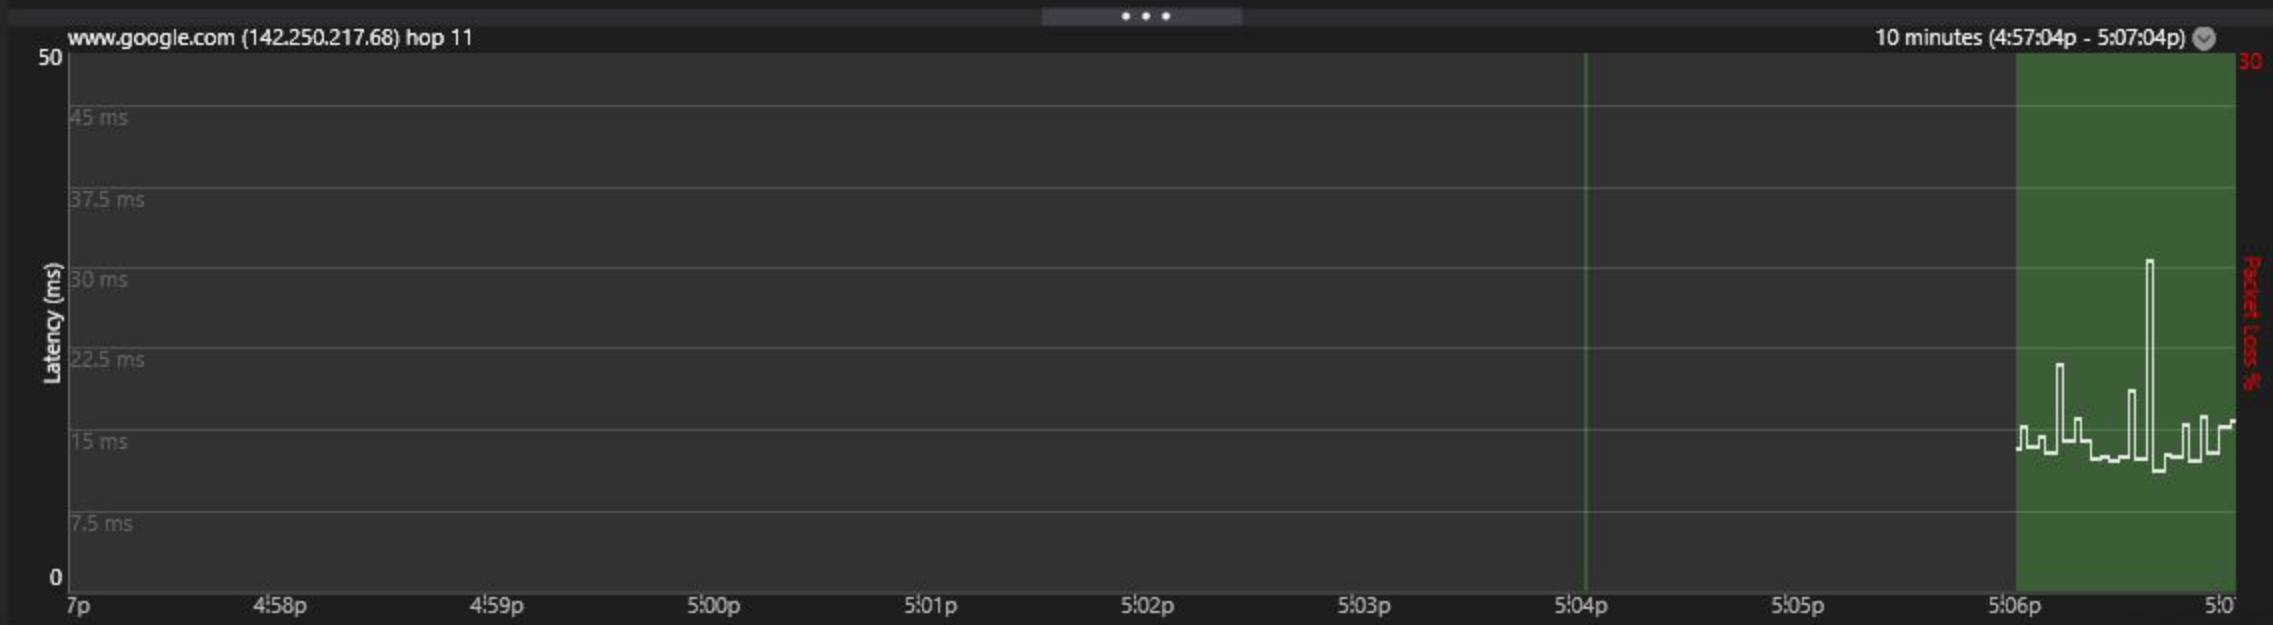 www.google.com (142.250.217.68) hop 11
10 minutes (4:57:04p - 5:07:04p)
50
30
45 ms
37.5 ms
30 ms
22.5 ms
15 ms
7.5 ms
0
Latency (ms)
Packet Loss %
7p 4:58p 4:59p 5:00p 5:01p 5:02p 5:03p 5:04p 5:05p 5:06p 5:0